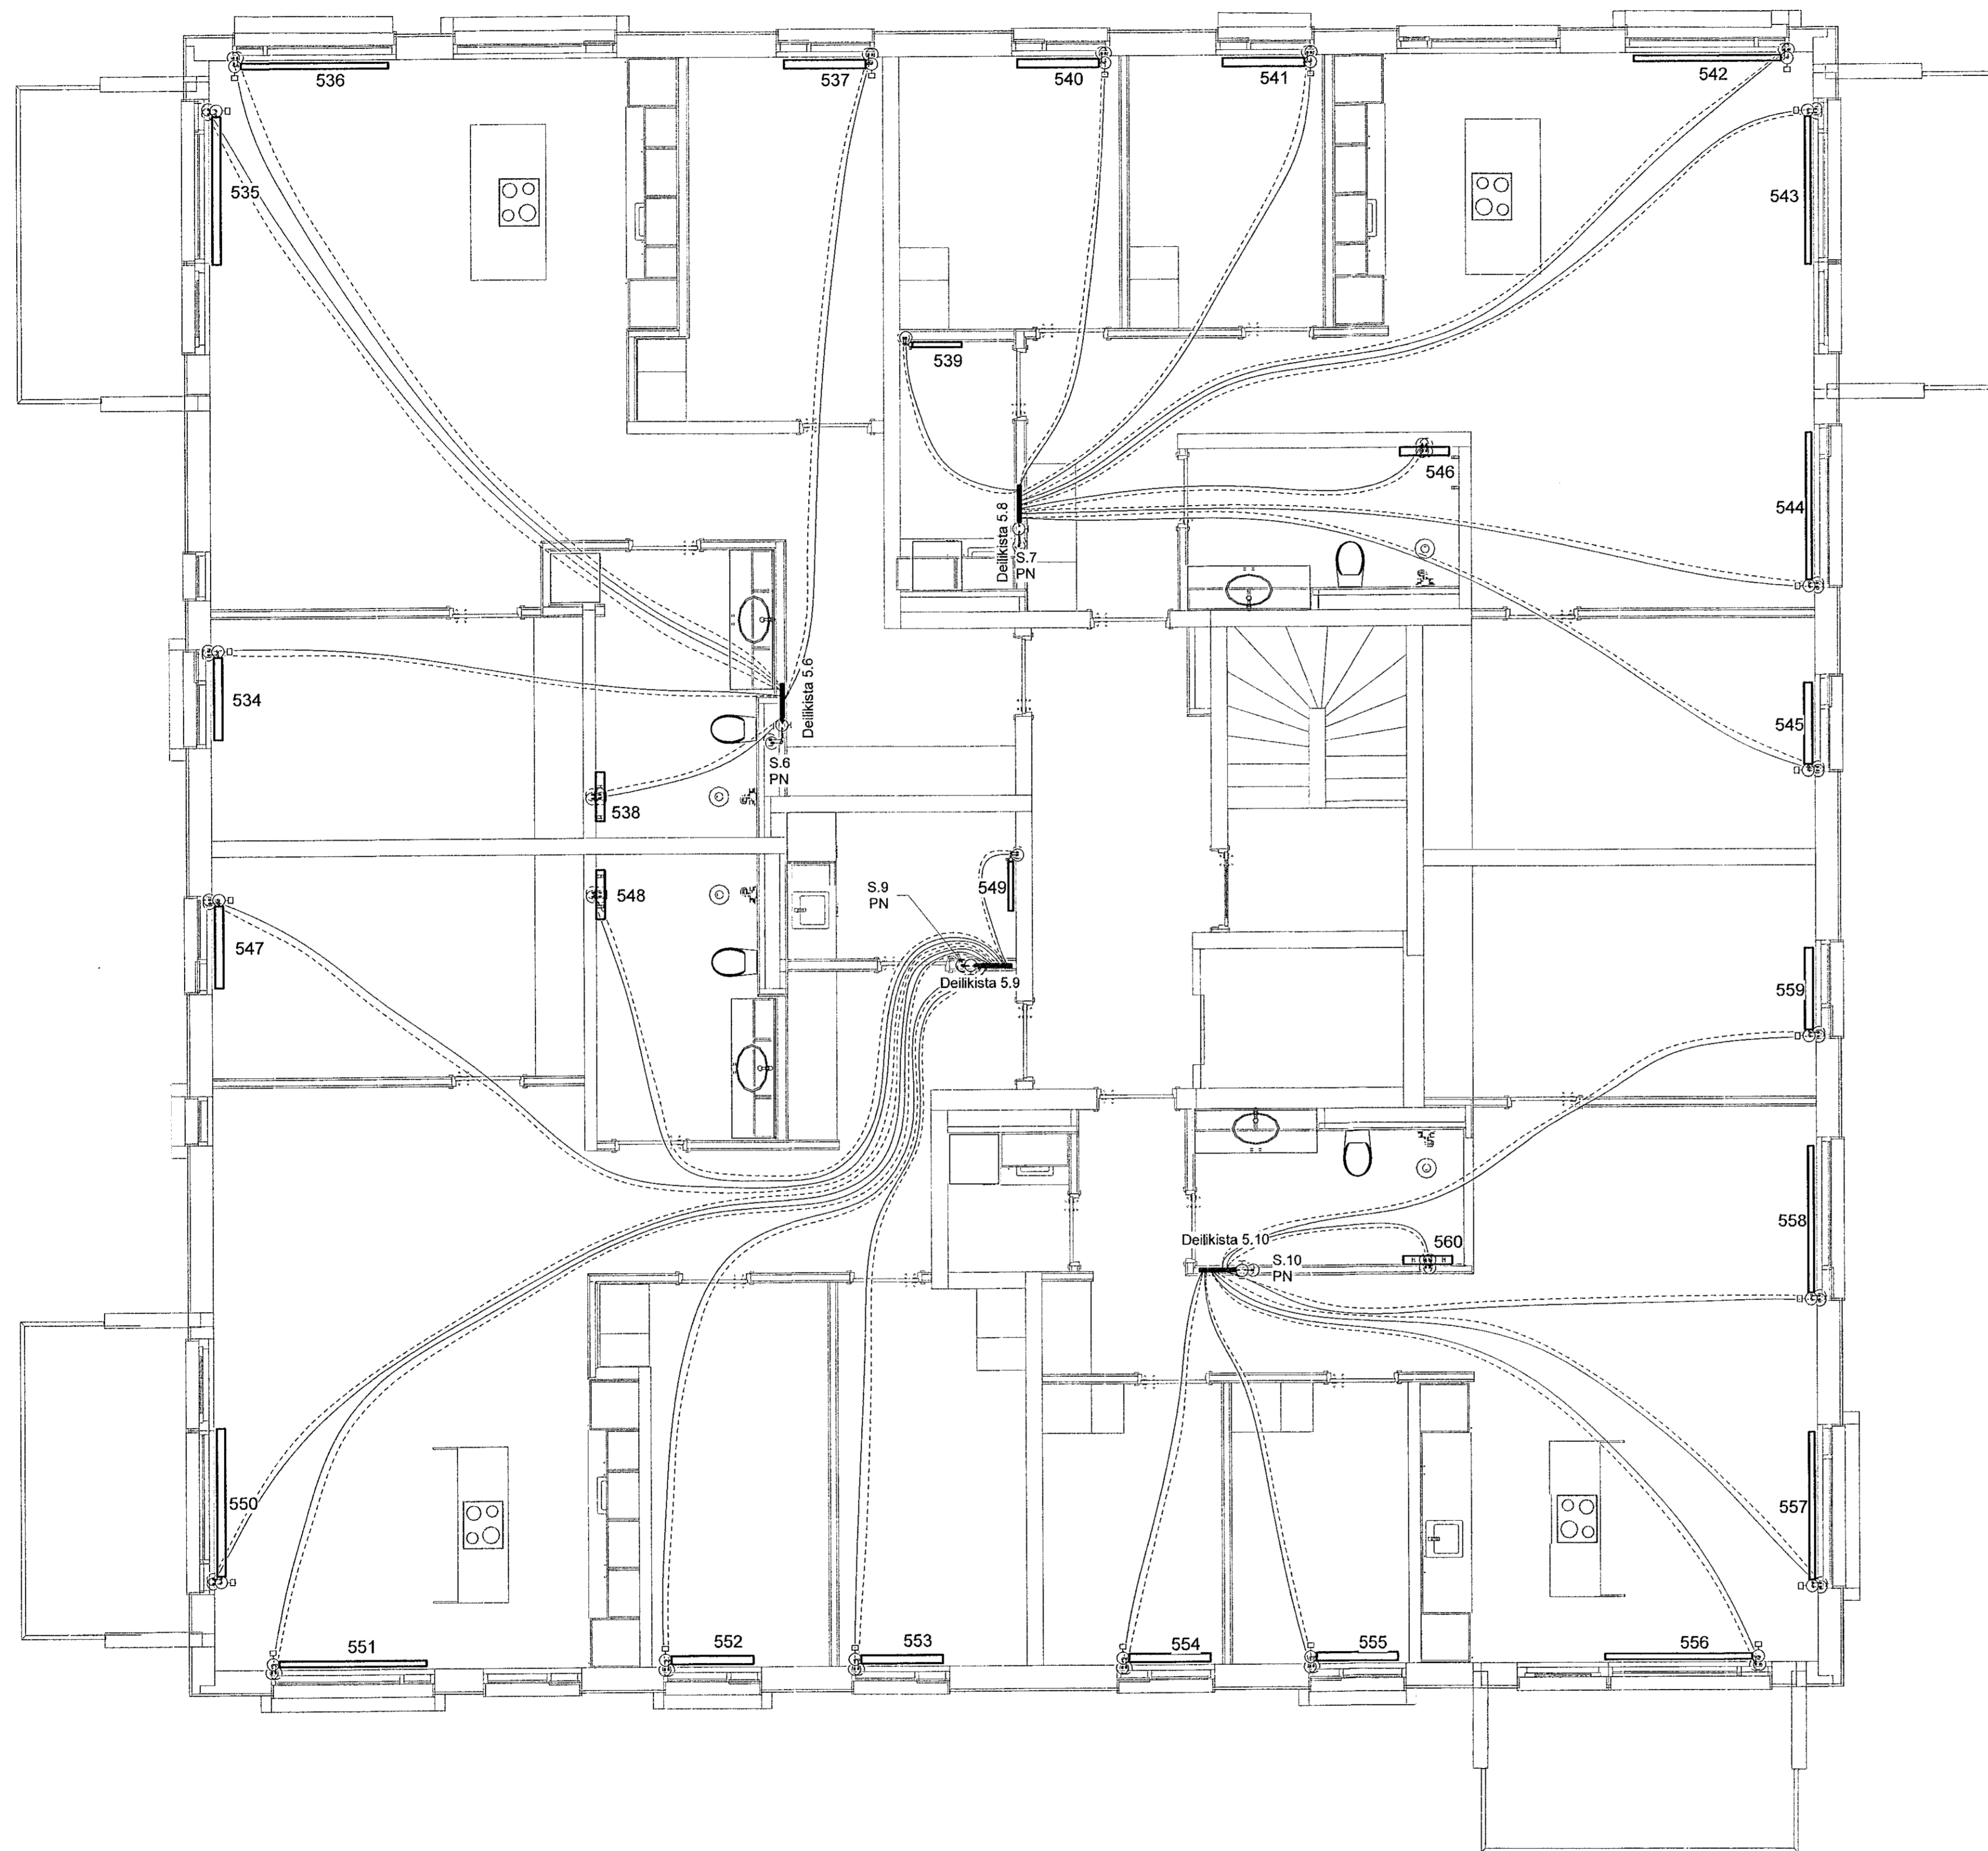 536
537
540
541
542
535
543
539
546
544
Deilikista 5.8
S.7
PN
534
Deilikista 5.6
545
S.6
PN
538
548
S.9
PN
549
547
Deilikista 5.9
559
558
Deilikista 5.10
560
S.10
PN
550
557
551
552
553
554
555
556